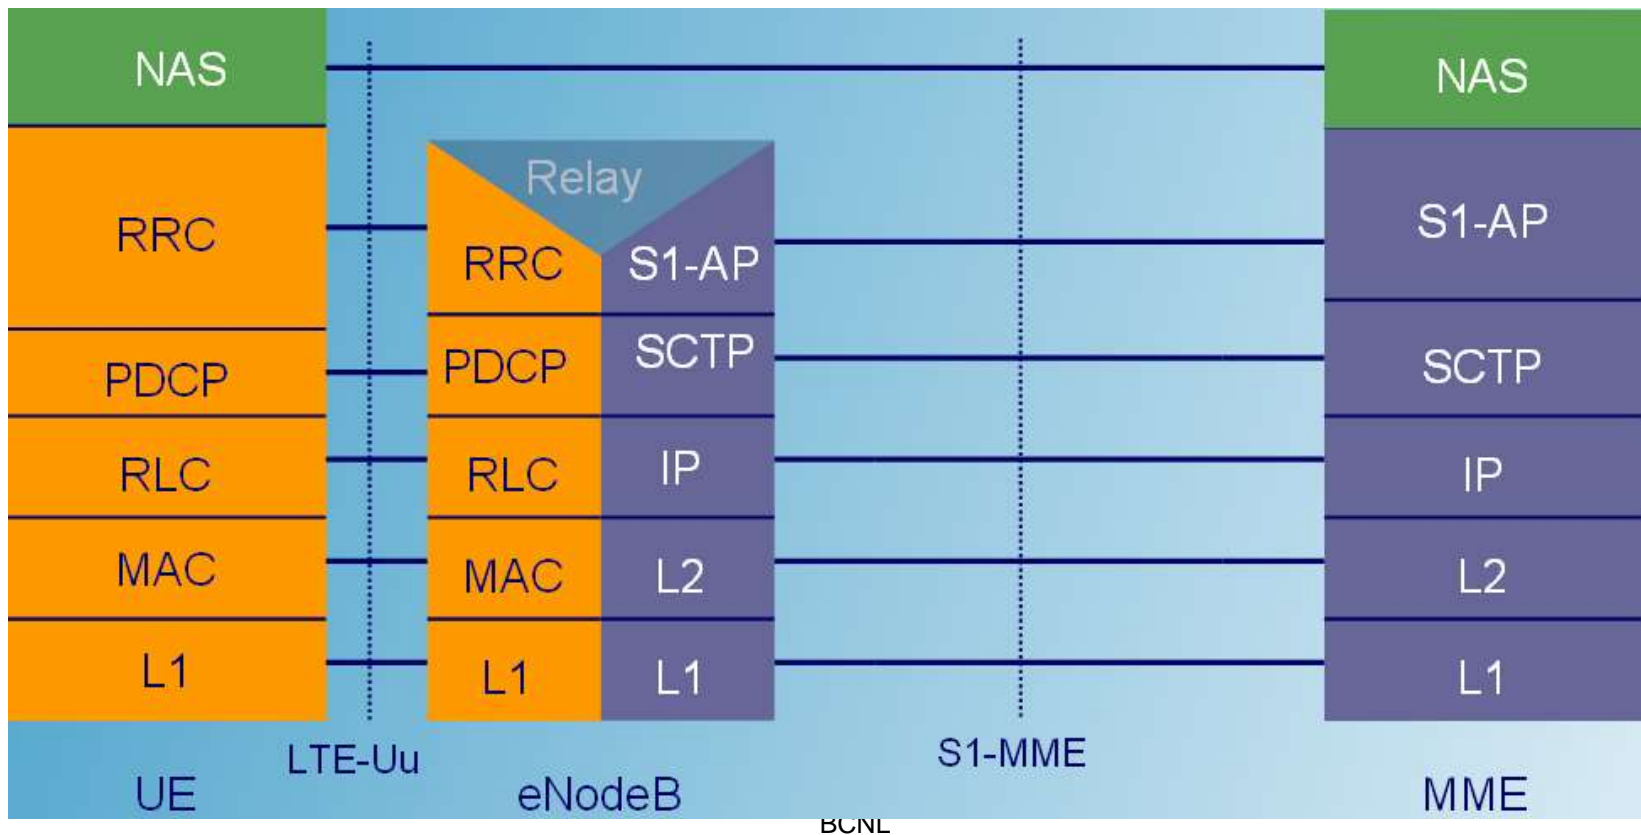 NAS
NAS
Relay
RRC
RRC
S1-AP
S1-AP
PDCP
PDCP
SCTP
SCTP
RLC
RLC
IP
IP
MAC
MAC
L2
L2
L1
L1
L1
L1
LTE-Uu
S1-MME
UE
eNodeB
MME
BCNL